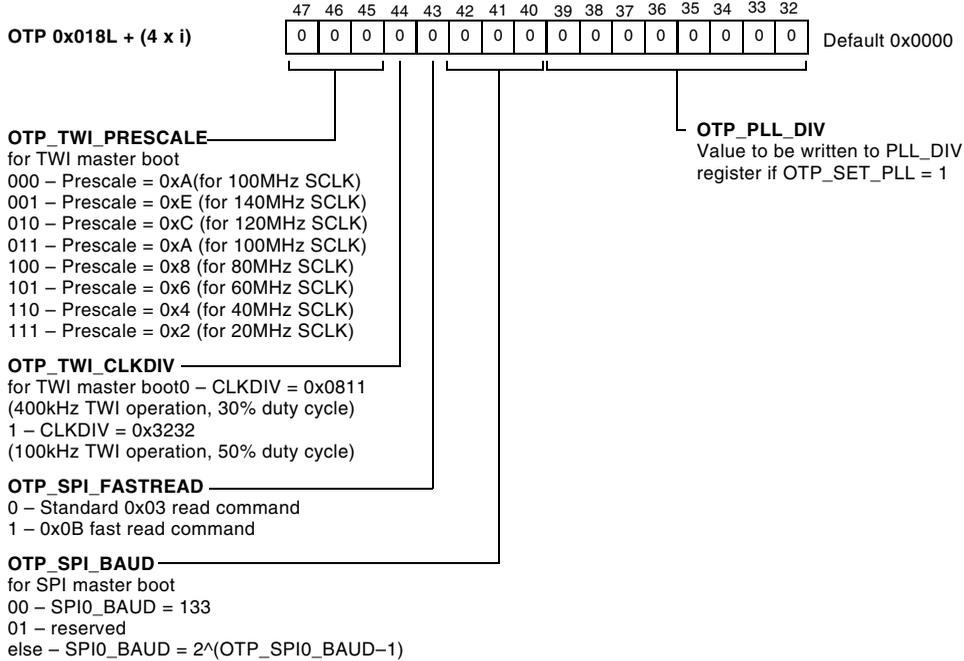 47 46 45 44 43 42 41 40 39 38 37 36 35 34 33 32
OTP 0x018L + (4 x i)
0 0 0 0 0 0 0 0 0 0 0 0 0 0 0 0
Default 0x0000
OTP_TWI_PRESCALE
for TWI master boot
000 – Prescale = 0xA(for 100MHz SCLK)
001 – Prescale = 0xE (for 140MHz SCLK)
010 – Prescale = 0xC (for 120MHz SCLK)
011 – Prescale = 0xA (for 100MHz SCLK)
100 – Prescale = 0x8 (for 80MHz SCLK)
101 – Prescale = 0x6 (for 60MHz SCLK)
110 – Prescale = 0x4 (for 40MHz SCLK)
111 – Prescale = 0x2 (for 20MHz SCLK)
OTP_PLL_DIV
Value to be written to PLL_DIV
register if OTP_SET_PLL = 1
OTP_TWI_CLKDIV
for TWI master boot0 – CLKDIV = 0x0811
(400kHz TWI operation, 30% duty cycle)
1 – CLKDIV = 0x3232
(100kHz TWI operation, 50% duty cycle)
OTP_SPI_FASTREAD
0 – Standard 0x03 read command
1 – 0x0B fast read command
OTP_SPI_BAUD
for SPI master boot
00 – SPI0_BAUD = 133
01 – reserved
else – SPI0_BAUD = 2^(OTP_SPI0_BAUD–1)